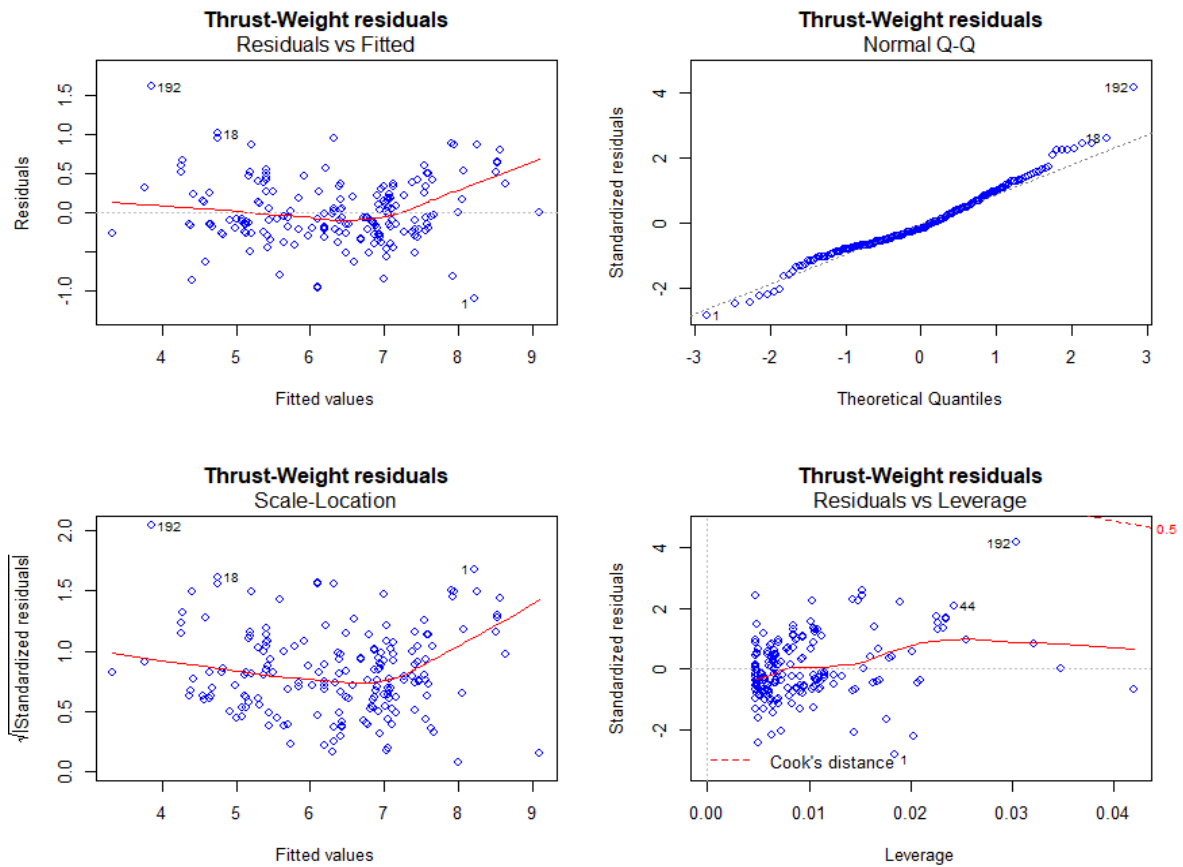 Thrust-Weight residuals
Residuals vs Fitted
Residuals
1.5
1.0
0.5
0.0
-1.0
192
18
1
4 5 6 7 8 9
Fitted values
Thrust-Weight residuals
Normal Q-Q
Standardized residuals
4
2
0
-2
192
18
1
-3 -2 -1 0 1 2 3
Theoretical Quantiles
Thrust-Weight residuals
Scale-Location
√|Standardized residuals|
2.0
1.5
1.0
0.5
0.0
192
18
1
4 5 6 7 8 9
Fitted values
Thrust-Weight residuals
Residuals vs Leverage
Standardized residuals
4
2
0
-2
0.5
192
44
1
Cook's distance
0.00 0.01 0.02 0.03 0.04
Leverage